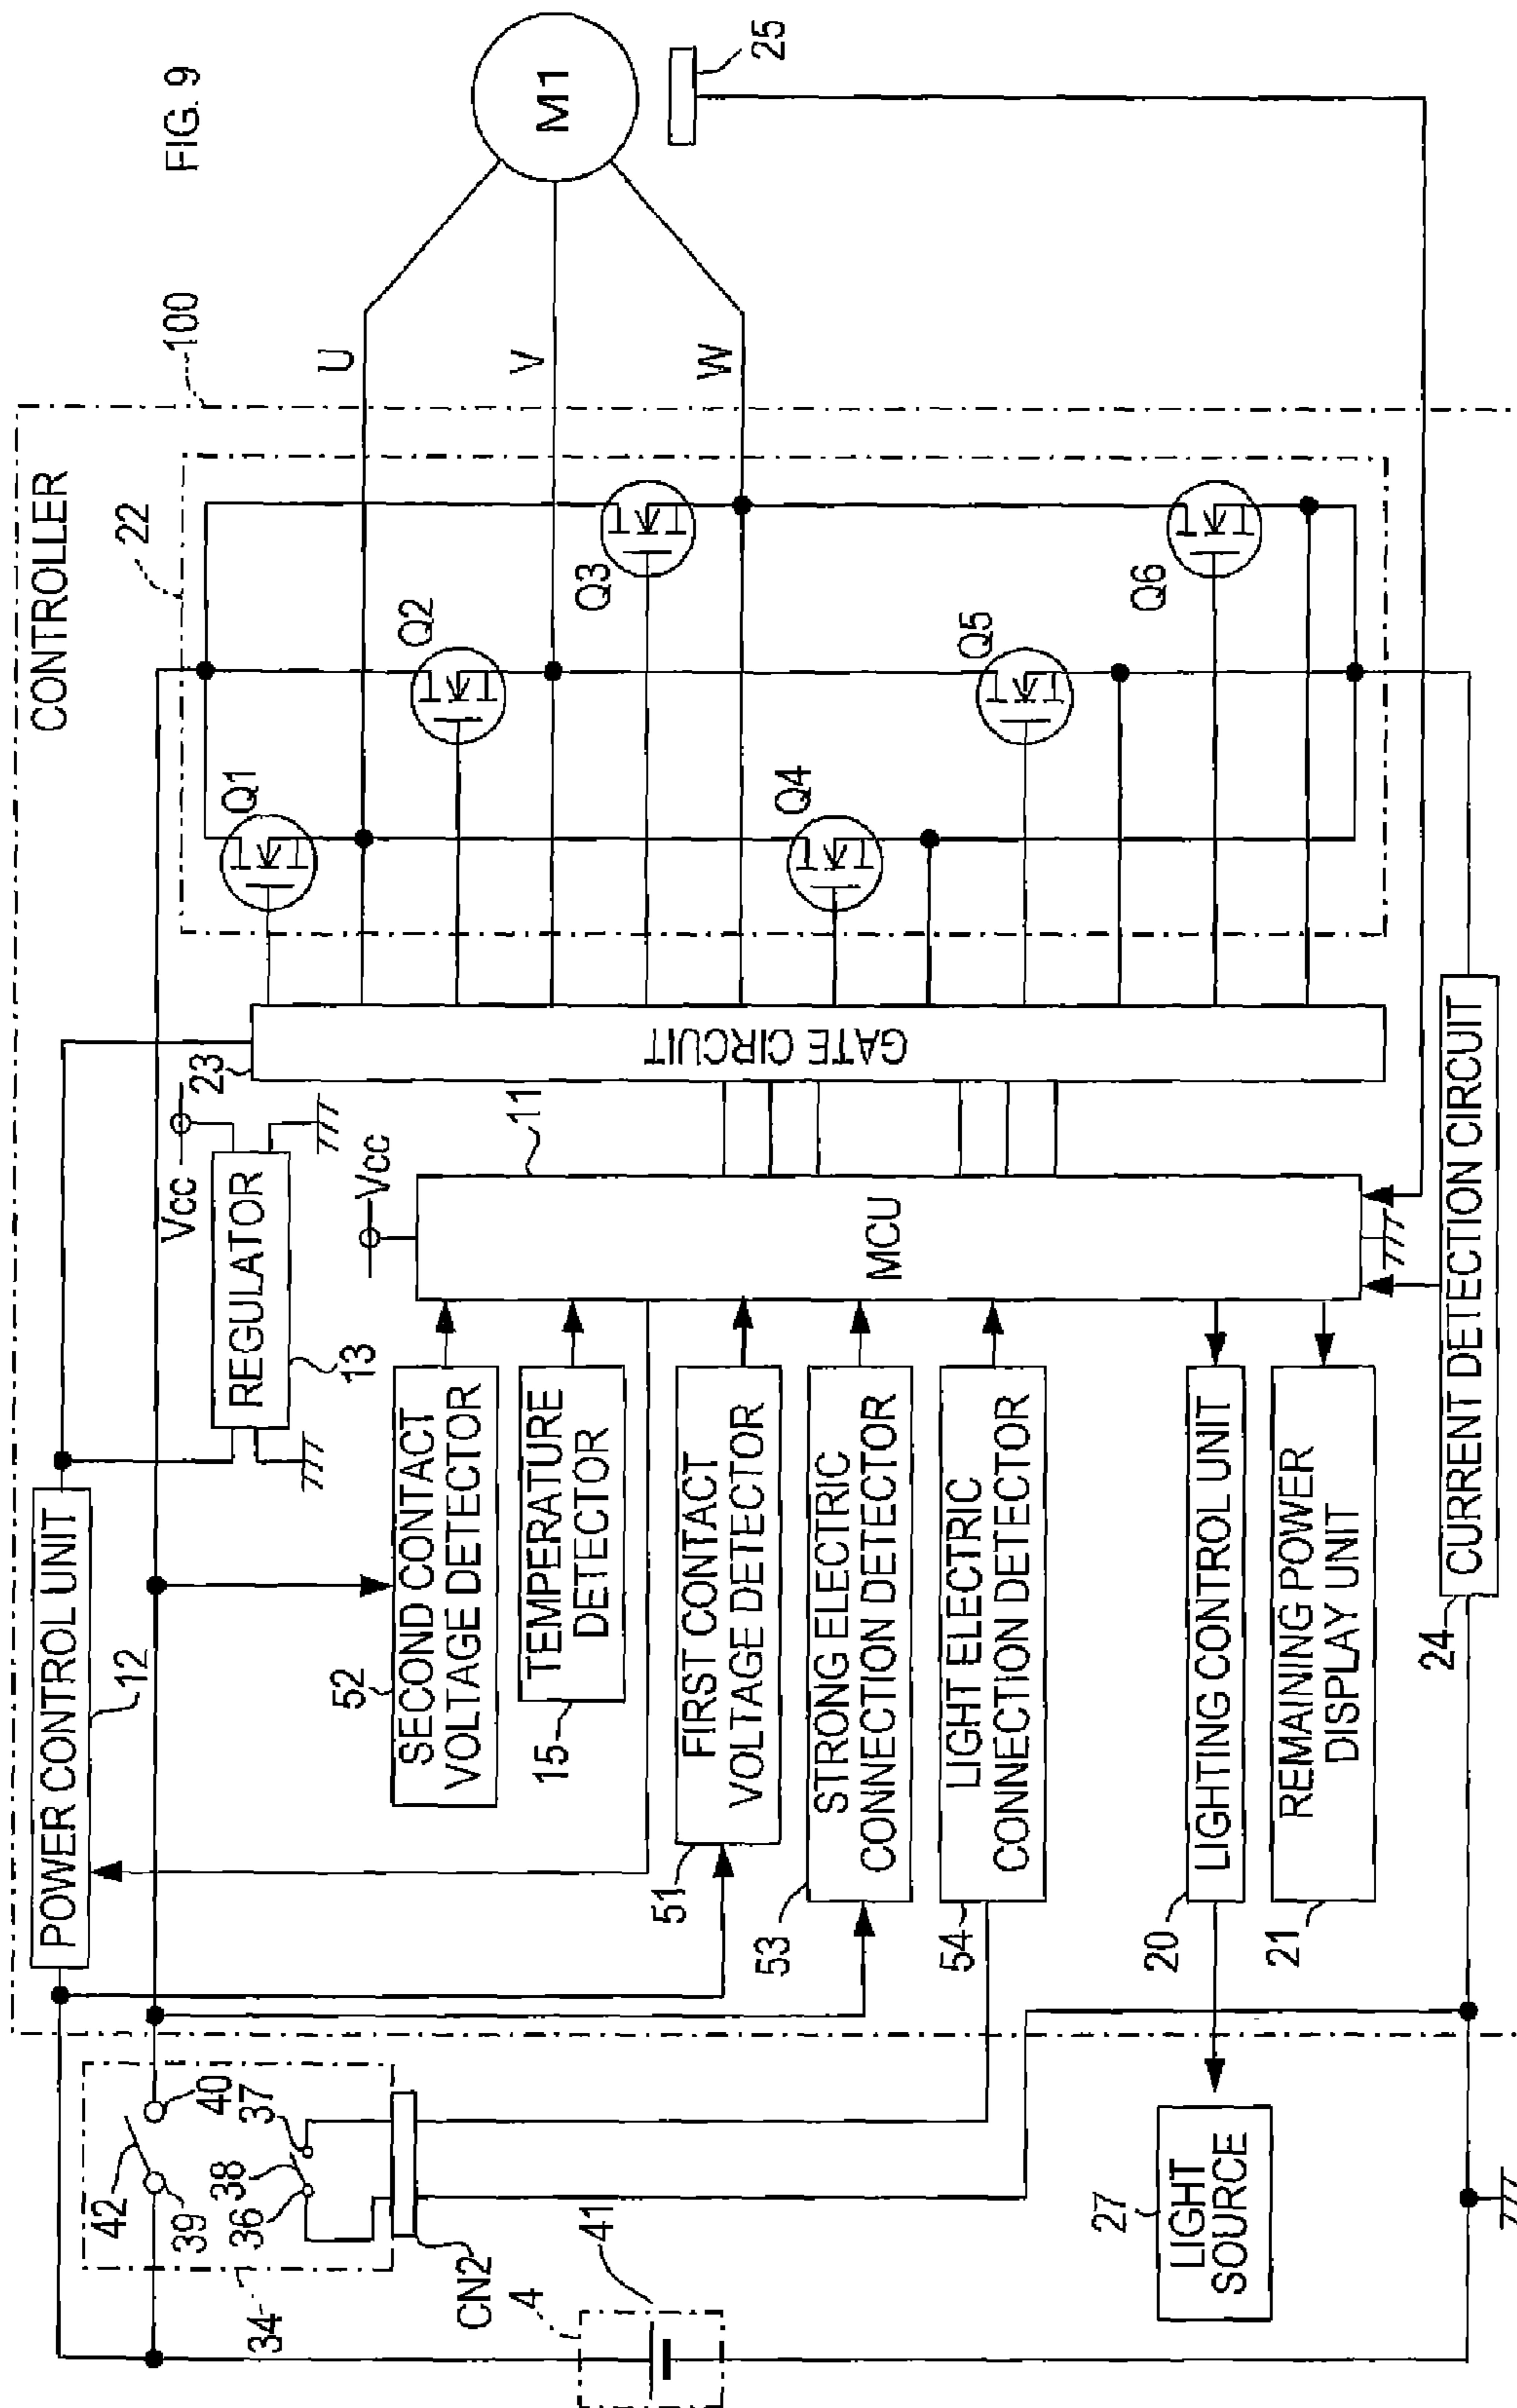 FIG. 9
CONTROLLER
100
22
U
V
W
M1
25
Q1
Q2
Q3
Q4
Q5
Q6
23
GATE CIRCUIT
Vcc
REGULATOR
13
Vcc
11
MCU
POWER CONTROL UNIT
12
52
SECOND CONTACT
VOLTAGE DETECTOR
TEMPERATURE
DETECTOR
15
FIRST CONTACT
VOLTAGE DETECTOR
51
STRONG ELECTRIC
CONNECTION DETECTOR
53
LIGHT ELECTRIC
CONNECTION DETECTOR
54
LIGHTING CONTROL UNIT
20
REMAINING POWER
DISPLAY UNIT
21
CURRENT DETECTION CIRCUIT
24
42
40
39
37
38
36
34
CN2
4
41
27
LIGHT
SOURCE